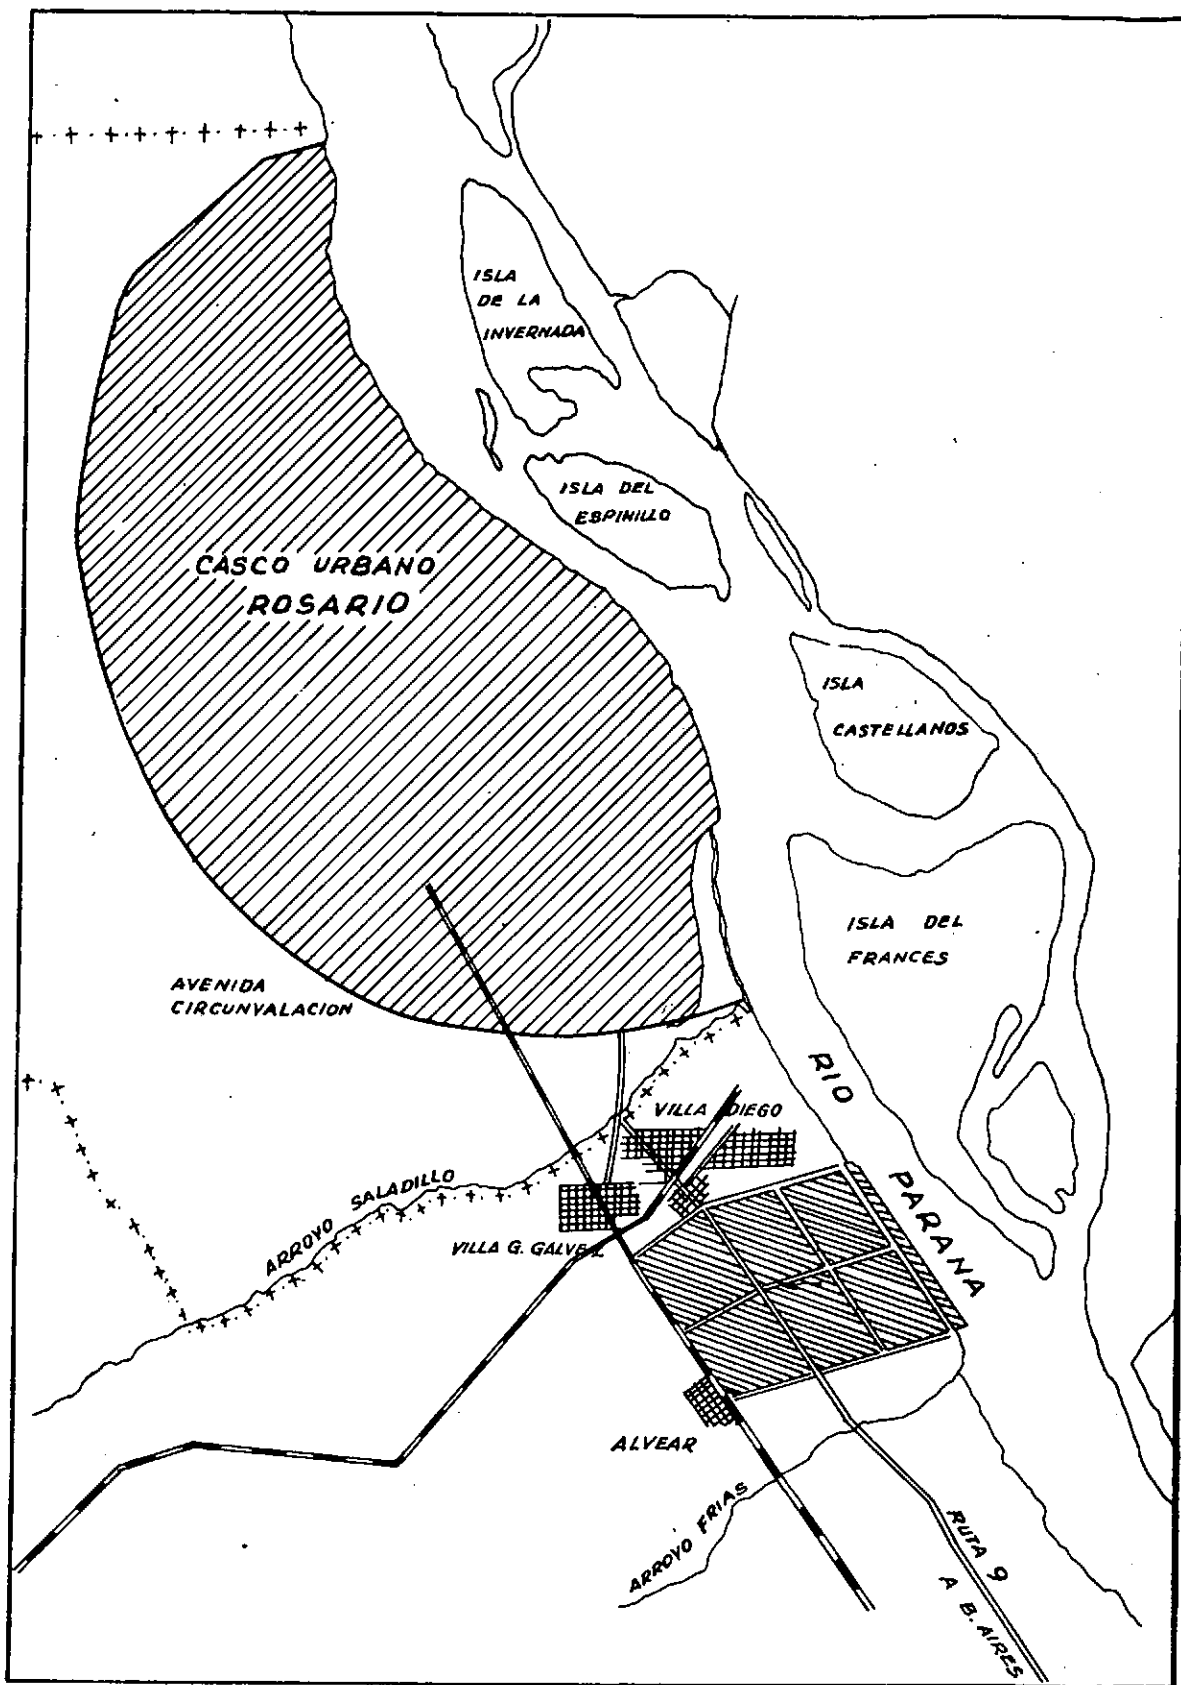 ISLA
DE LA
INVERNADA
ISLA DEL
ESPINILLO
CASCO URBANO
ROSARIO
ISLA
CASTELLANOS
ISLA DEL
FRANCES
AVENIDA
CIRCUNVALACION
RIO PARANA
VILLA DIEGO
ARROYO SALADILLO
VILLA G. GALVEZ
ALVEAR
ARROYO FRIAS
RUTA 9
A B. AIRES